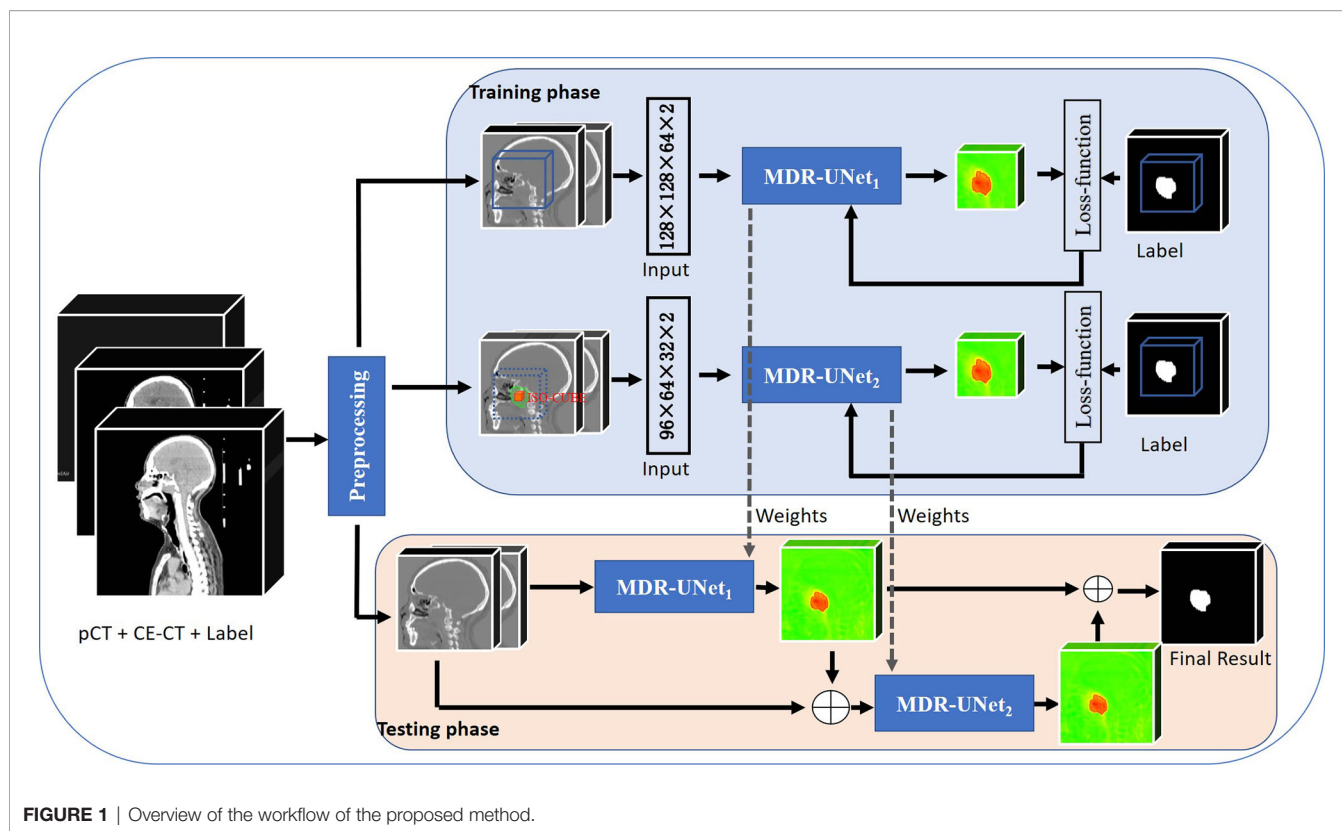 Training phase
128×128×64×2
Input
MDR-UNet₁
Loss-function
Label
ISO-CUBE
96×64×32×2
Input
MDR-UNet₂
Loss-function
Label
Preprocessing
pCT + CE-CT + Label
Weights
Weights
MDR-UNet₁
MDR-UNet₂
Final Result
Testing phase
FIGURE 1 | Overview of the workflow of the proposed method.